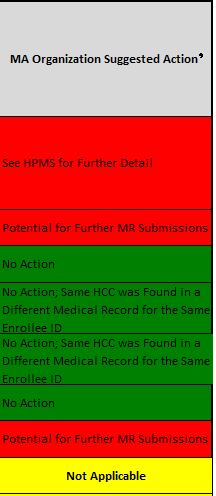 MA Organization Suggested Action*
See HPMS for Further Detail
Potential for Further MR Submissions
No Action
No Action; Same HCC was Found in a
Different Medical Record for the Same
Enrollee ID
No Action; Same HCC was Found in a
Different Medical Record for the Same
Enrollee ID
No Action
Potential for Further MR Submissions
Not Applicable